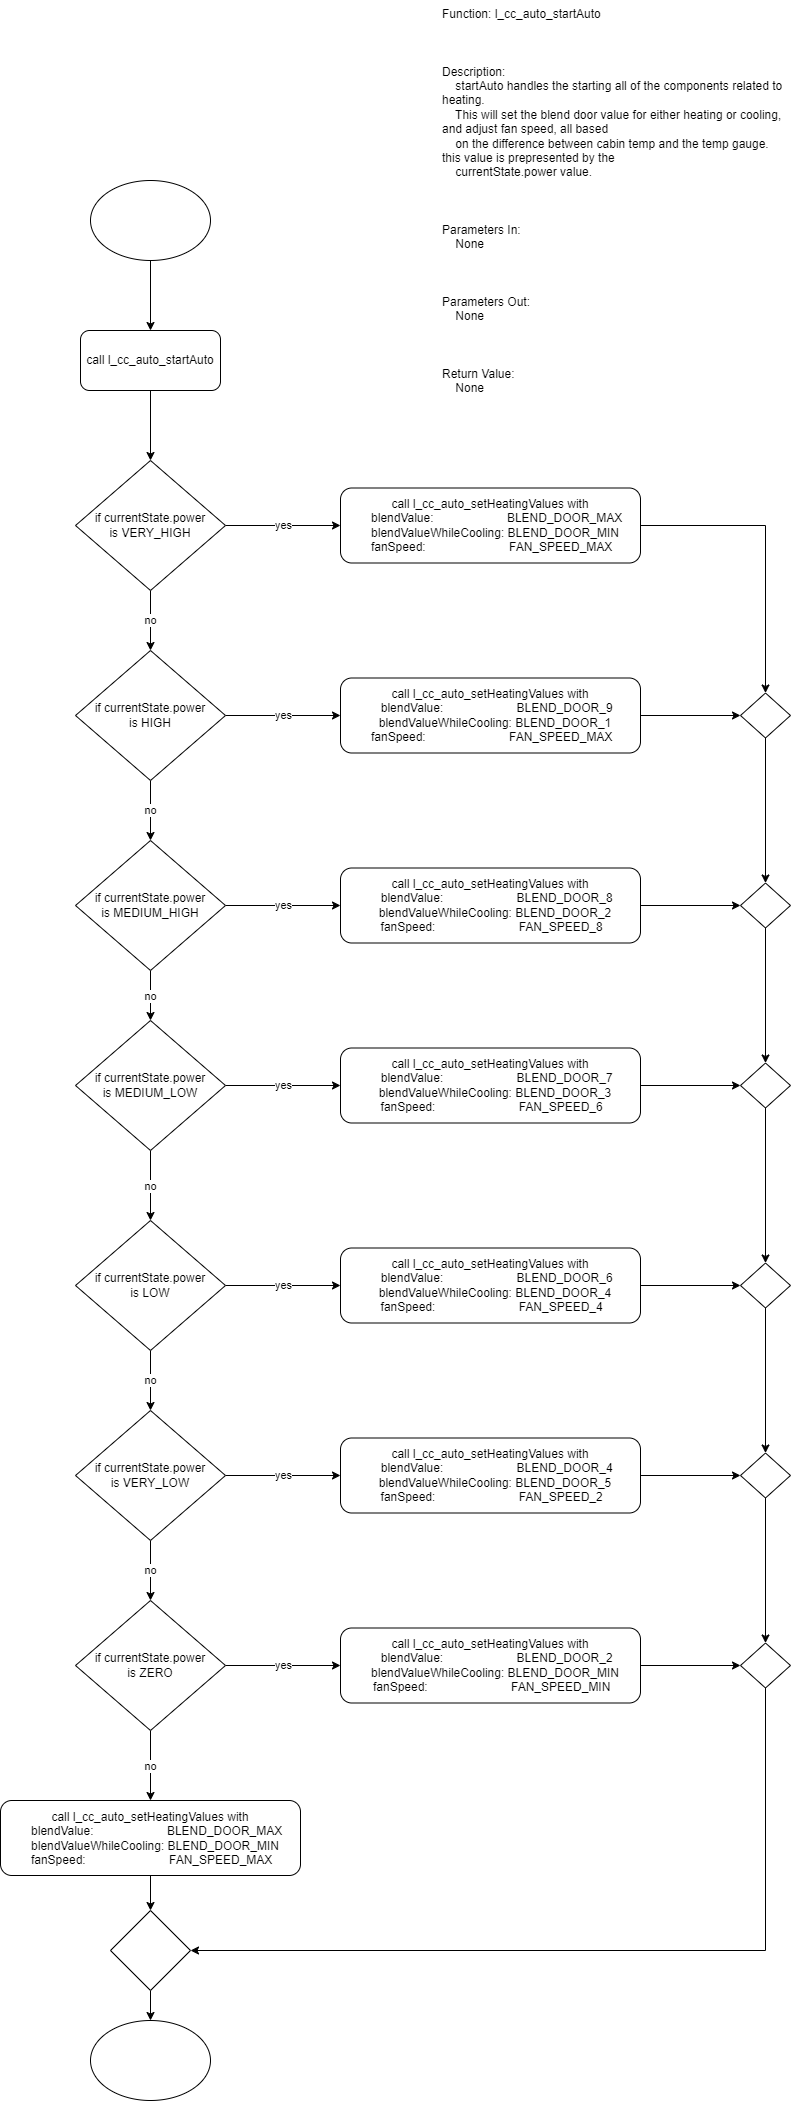 Function: l_cc_auto_startAuto
Description:
startAuto handles the starting all of the components related to
heating.
This will set the blend door value for either heating or cooling,
and adjust fan speed, all based
on the difference between cabin temp and the temp gauge.
this value is prepresented by the
currentState.power value.
Parameters In:
None
Parameters Out:
None
Return Value:
None
call l_cc_auto_startAuto
if currentState.power
is VERY_HIGH
yes
call l_cc_auto_setHeatingValues with
blendValue: BLEND_DOOR_MAX
blendValueWhileCooling: BLEND_DOOR_MIN
fanSpeed: FAN_SPEED_MAX
no
if currentState.power
is HIGH
yes
call l_cc_auto_setHeatingValues with
blendValue: BLEND_DOOR_9
blendValueWhileCooling: BLEND_DOOR_1
fanSpeed: FAN_SPEED_MAX
no
if currentState.power
is MEDIUM_HIGH
yes
call l_cc_auto_setHeatingValues with
blendValue: BLEND_DOOR_8
blendValueWhileCooling: BLEND_DOOR_2
fanSpeed: FAN_SPEED_8
no
if currentState.power
is MEDIUM_LOW
yes
call l_cc_auto_setHeatingValues with
blendValue: BLEND_DOOR_7
blendValueWhileCooling: BLEND_DOOR_3
fanSpeed: FAN_SPEED_6
no
if currentState.power
is LOW
yes
call l_cc_auto_setHeatingValues with
blendValue: BLEND_DOOR_6
blendValueWhileCooling: BLEND_DOOR_4
fanSpeed: FAN_SPEED_4
no
if currentState.power
is VERY_LOW
yes
call l_cc_auto_setHeatingValues with
blendValue: BLEND_DOOR_4
blendValueWhileCooling: BLEND_DOOR_5
fanSpeed: FAN_SPEED_2
no
if currentState.power
is ZERO
yes
call l_cc_auto_setHeatingValues with
blendValue: BLEND_DOOR_2
blendValueWhileCooling: BLEND_DOOR_MIN
fanSpeed: FAN_SPEED_MIN
no
call l_cc_auto_setHeatingValues with
blendValue: BLEND_DOOR_MAX
blendValueWhileCooling: BLEND_DOOR_MIN
fanSpeed: FAN_SPEED_MAX